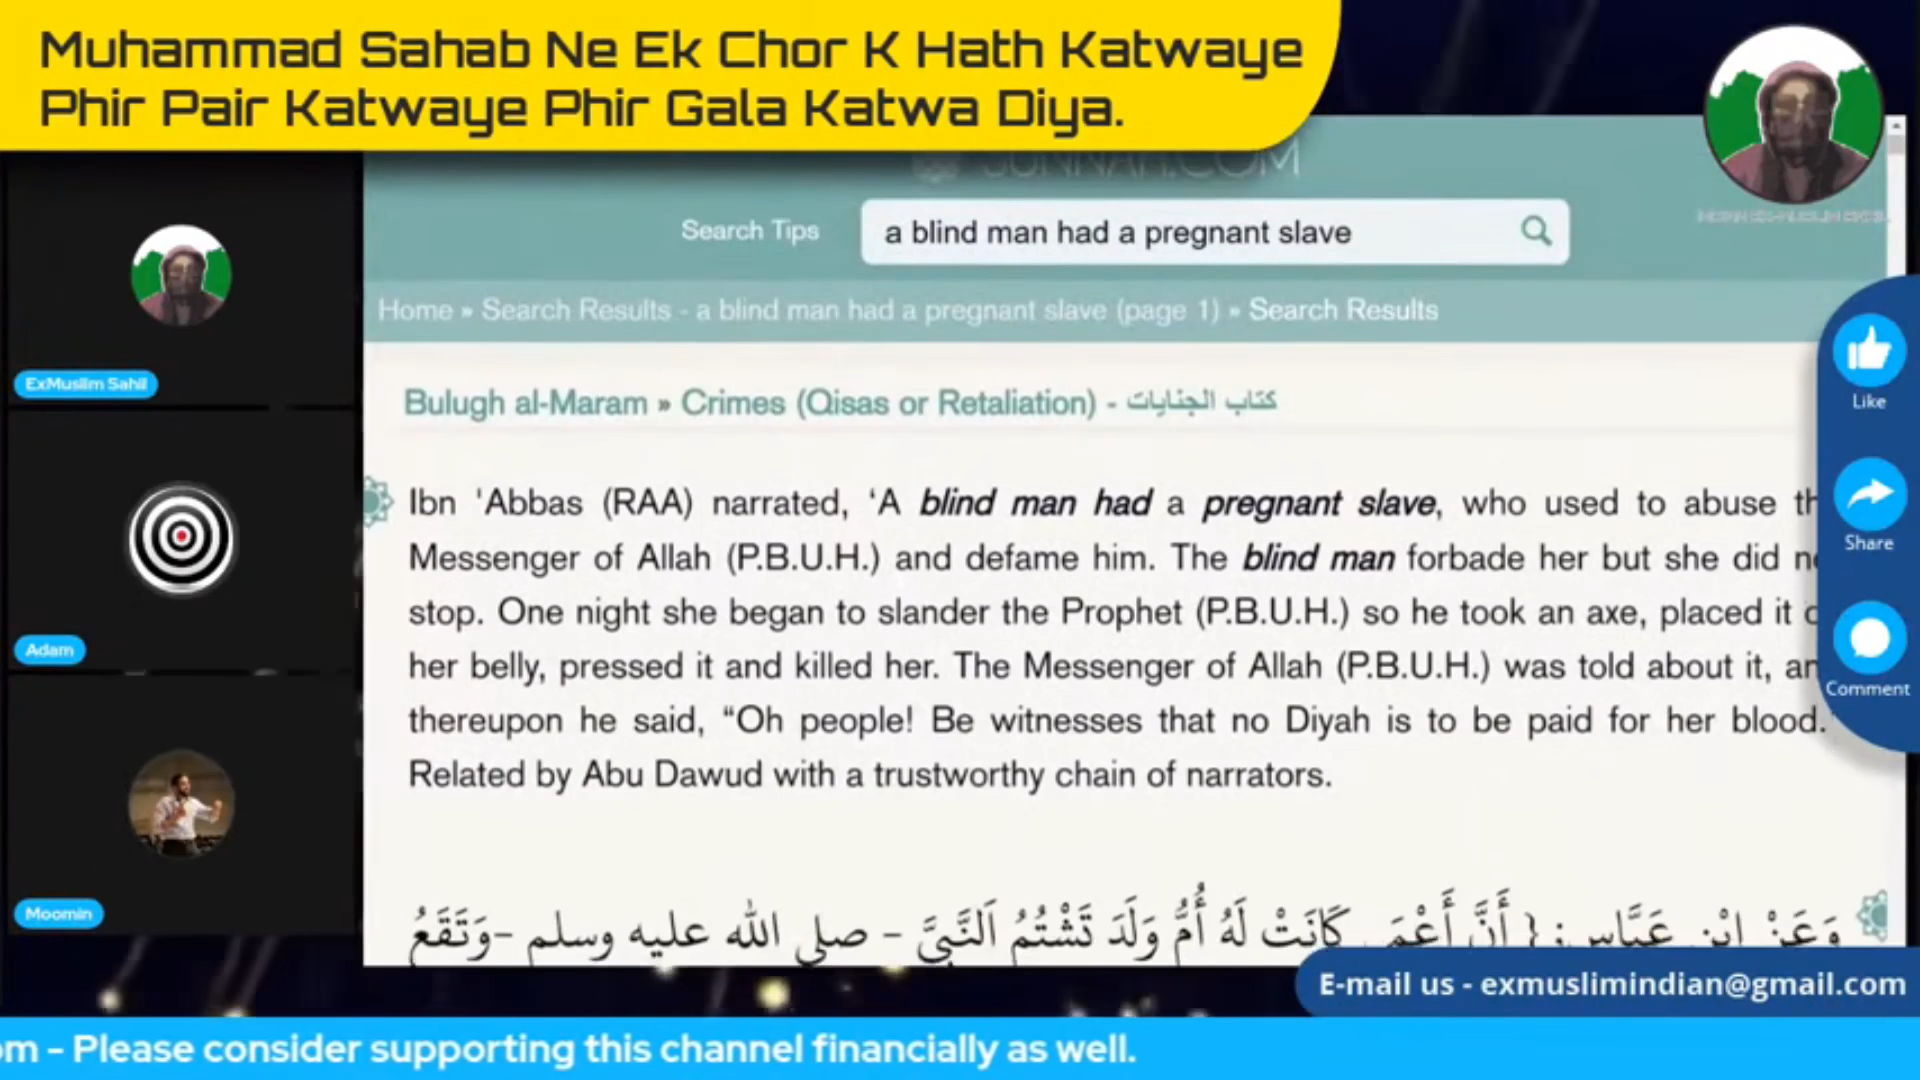 Muhammad Sahab Ne Ek Chor K Hath Katwaye
Phir Pair Katwaye Phir Gala Katwa Diya.
SUNNAH.COM
Search Tips
a blind man had a pregnant slave
Home » Search Results - a blind man had a pregnant slave (page 1) » Search Results
ExMuslim Sahil
Bulugh al-Maram » Crimes (Qisas or Retaliation) - كتاب الجنايات
Like
Ibn 'Abbas (RAA) narrated, ‘A blind man had a pregnant slave, who used to abuse th
Share
Messenger of Allah (P.B.U.H.) and defame him. The blind man forbade her but she did n
stop. One night she began to slander the Prophet (P.B.U.H.) so he took an axe, placed it
Adam
her belly, pressed it and killed her. The Messenger of Allah (P.B.U.H.) was told about it, an
Comment
thereupon he said, “Oh people! Be witnesses that no Diyah is to be paid for her blood.
Related by Abu Dawud with a trustworthy chain of narrators.
Moomin
وَعَنْ ابْنِ عَبَّاسٍ: { أَنَّ أَعْمَى كَانَتْ لَهُ أُمُّ وَلَدَ تَشْتُمُ اَلنَّبِيَّ - صلى الله عليه وسلم -وَتَقَعُ
E-mail us - exmuslimindian@gmail.com
om - Please consider supporting this channel financially as well.